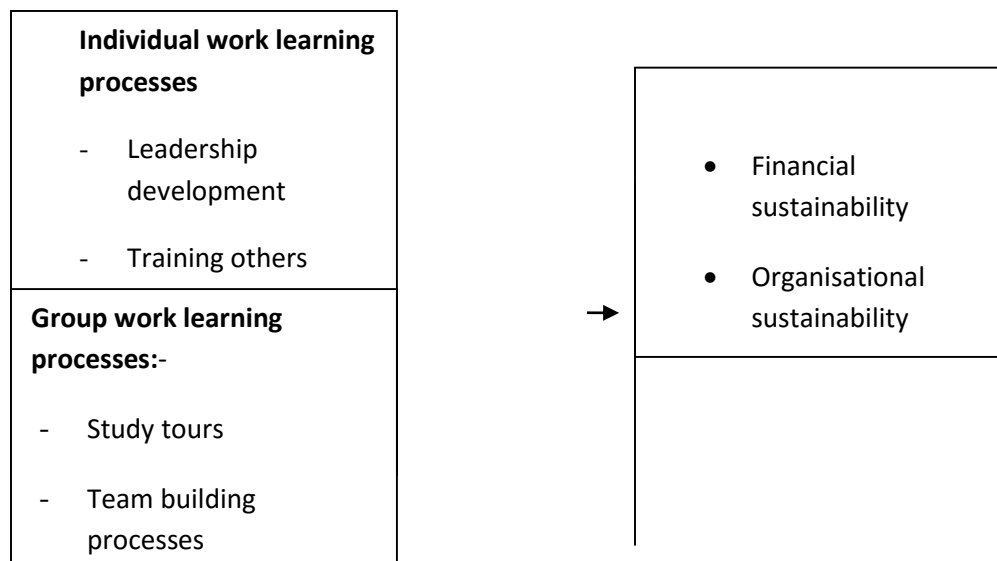 Individual work learning
processes
- Leadership
development
- Training others
Group work learning
processes:-
- Study tours
- Team building
processes
• Financial
sustainability
• Organisational
sustainability